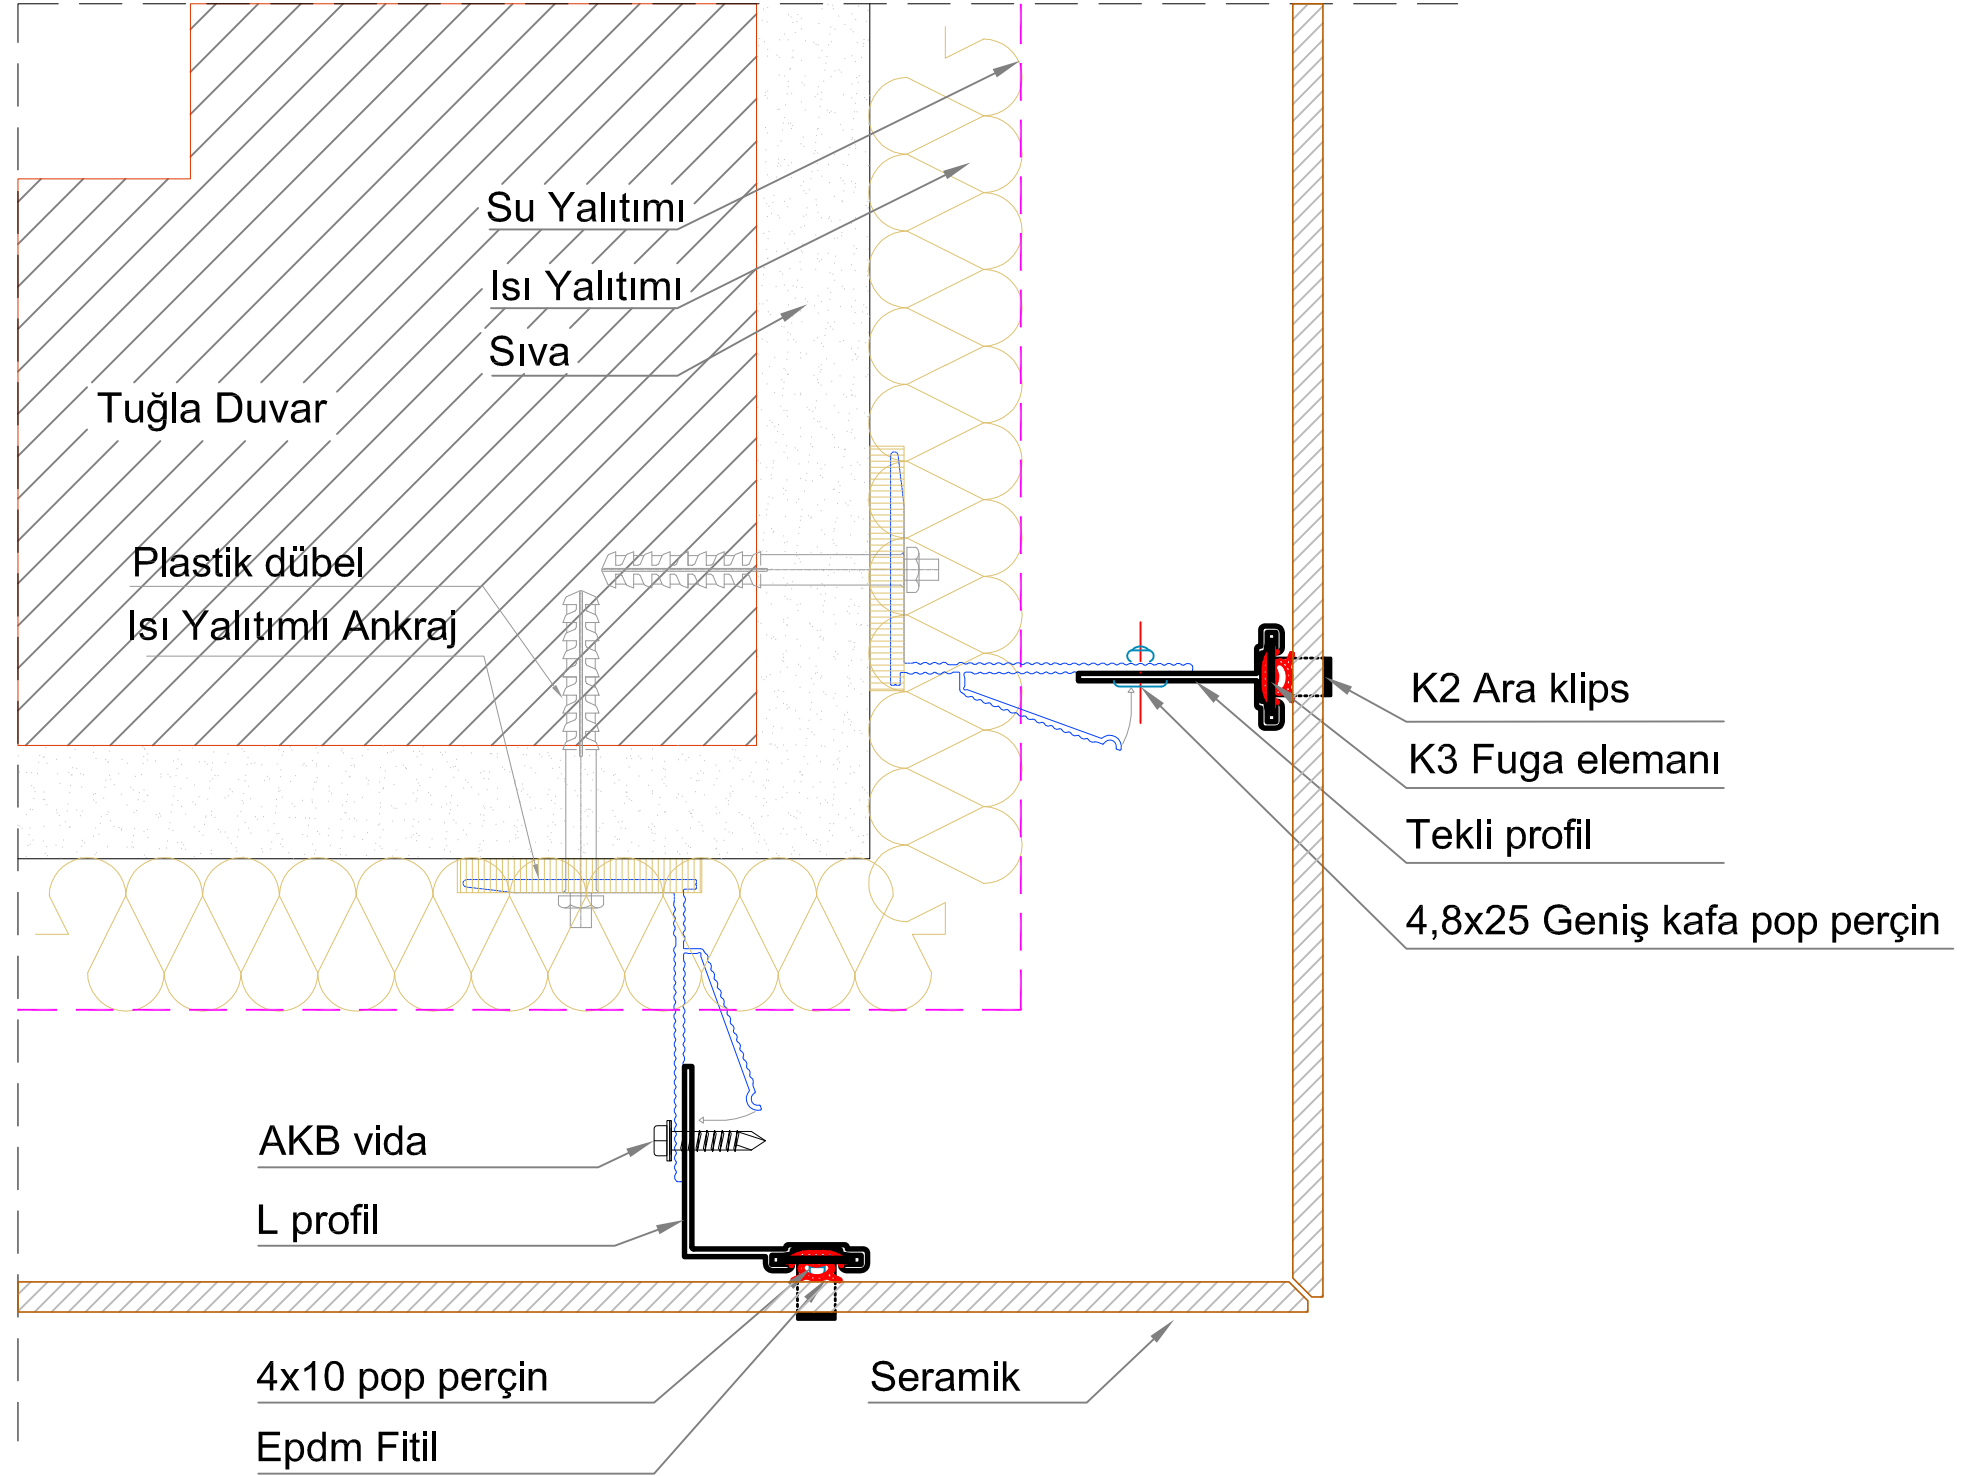 Su Yalıtımı
Isı Yalıtımı
Sıva
Tuğla Duvar
Plastik dübel
Isı Yalıtımlı Ankraj
K2 Ara klips
K3 Fuga elemanı
Tekli profil
4,8x25 Geniş kafa pop perçin
AKB vida
L profil
4x10 pop perçin
Seramik
Epdm Fitil